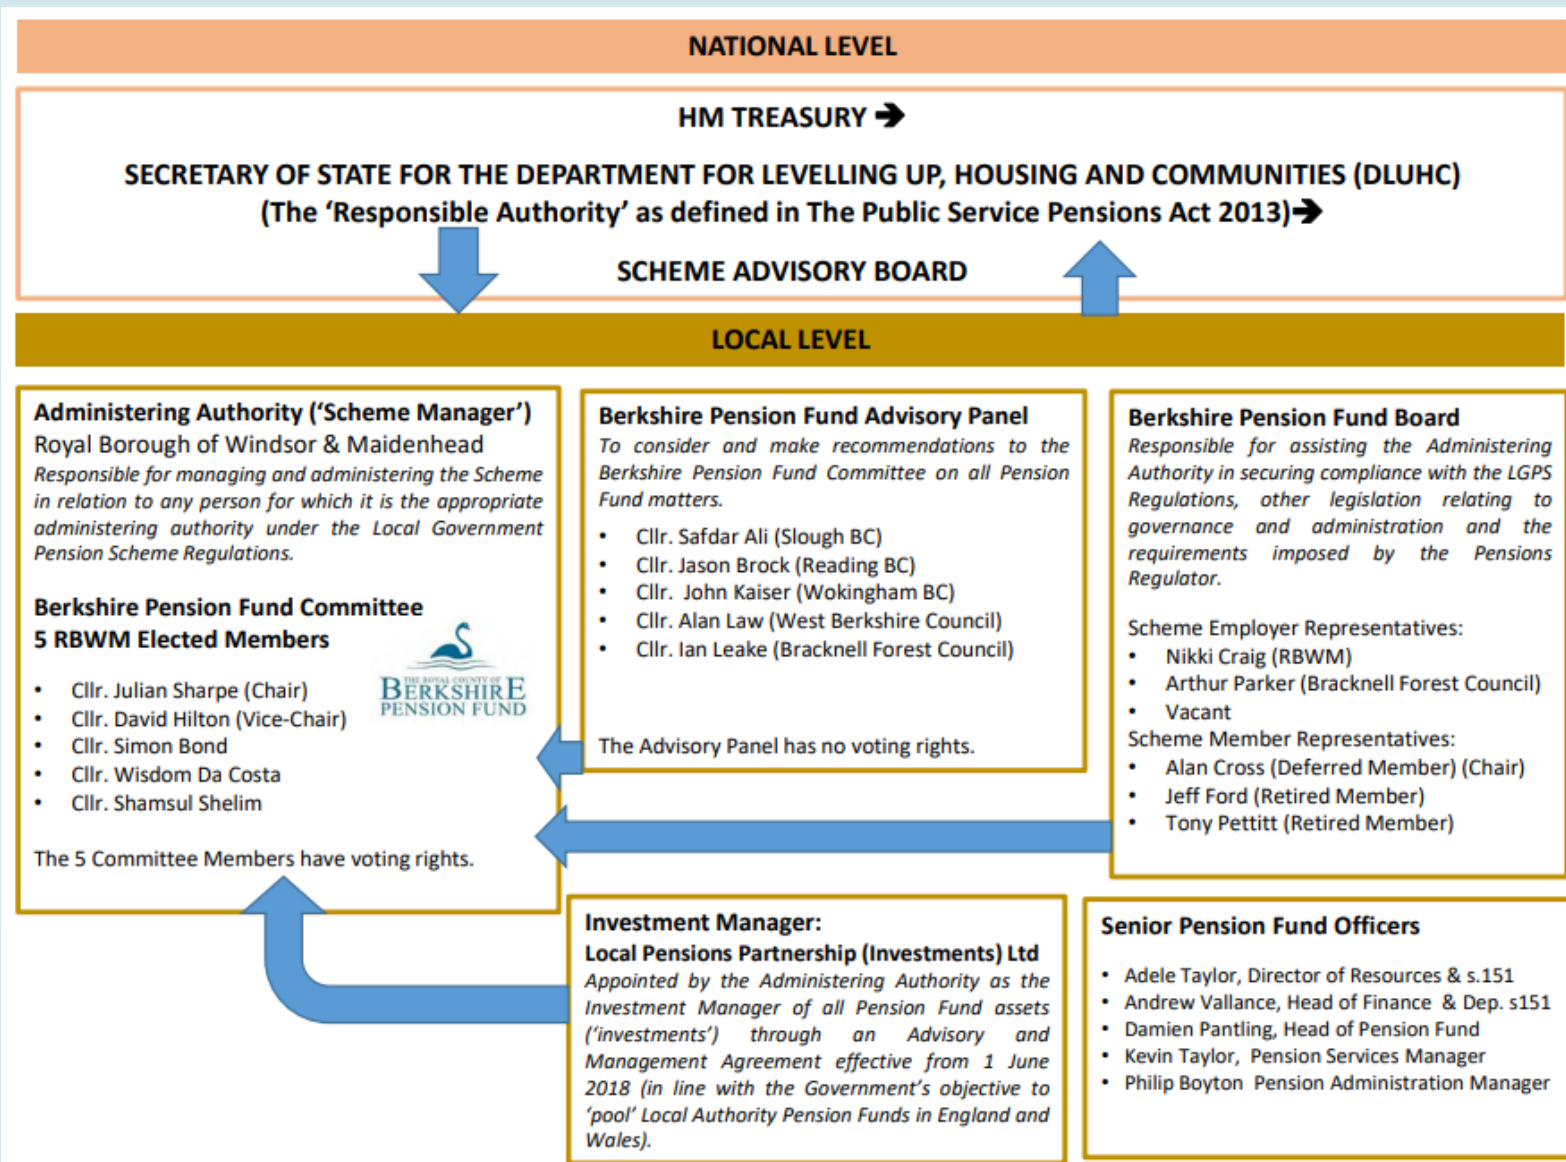 NATIONAL LEVEL
HM TREASURY ➔
SECRETARY OF STATE FOR THE DEPARTMENT FOR LEVELLING UP, HOUSING AND COMMUNITIES (DLUHC)
(The ‘Responsible Authority’ as defined in The Public Service Pensions Act 2013)➔
SCHEME ADVISORY BOARD
LOCAL LEVEL
Administering Authority (‘Scheme Manager’)
Royal Borough of Windsor & Maidenhead
Responsible for managing and administering the Scheme
in relation to any person for which it is the appropriate
administering authority under the Local Government
Pension Scheme Regulations.
Berkshire Pension Fund Committee
5 RBWM Elected Members
• Cllr. Julian Sharpe (Chair)
• Cllr. David Hilton (Vice-Chair)
• Cllr. Simon Bond
• Cllr. Wisdom Da Costa
• Cllr. Shamsul Shelim
THE ROYAL COUNTY OF
BERKSHIRE
PENSION FUND
The 5 Committee Members have voting rights.
Berkshire Pension Fund Advisory Panel
To consider and make recommendations to the
Berkshire Pension Fund Committee on all Pension
Fund matters.
• Cllr. Safdar Ali (Slough BC)
• Cllr. Jason Brock (Reading BC)
• Cllr. John Kaiser (Wokingham BC)
• Cllr. Alan Law (West Berkshire Council)
• Cllr. Ian Leake (Bracknell Forest Council)
The Advisory Panel has no voting rights.
Berkshire Pension Fund Board
Responsible for assisting the Administering
Authority in securing compliance with the LGPS
Regulations, other legislation relating to
governance and administration and the
requirements imposed by the Pensions
Regulator.
Scheme Employer Representatives:
• Nikki Craig (RBWM)
• Arthur Parker (Bracknell Forest Council)
• Vacant
Scheme Member Representatives:
• Alan Cross (Deferred Member) (Chair)
• Jeff Ford (Retired Member)
• Tony Pettitt (Retired Member)
Investment Manager:
Local Pensions Partnership (Investments) Ltd
Appointed by the Administering Authority as the
Investment Manager of all Pension Fund assets
(‘investments’) through an Advisory and
Management Agreement effective from 1 June
2018 (in line with the Government’s objective to
‘pool’ Local Authority Pension Funds in England and
Wales).
Senior Pension Fund Officers
• Adele Taylor, Director of Resources & s.151
• Andrew Vallance, Head of Finance & Dep. s151
• Damien Pantling, Head of Pension Fund
• Kevin Taylor, Pension Services Manager
• Philip Boyton Pension Administration Manager